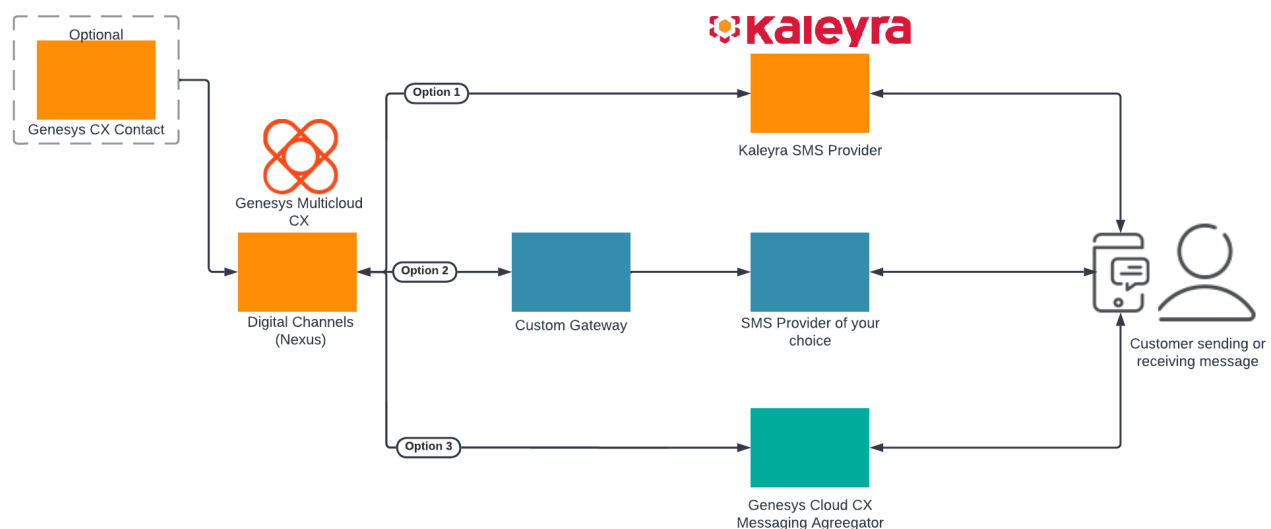 Optional
Genesys CX Contact
Genesys Multicloud
CX
Digital Channels
(Nexus)
Option 1
Kaleyra
Kaleyra SMS Provider
Option 2
Custom Gateway
SMS Provider of your
choice
Customer sending or
receiving message
Option 3
Genesys Cloud CX
Messaging Agreegator